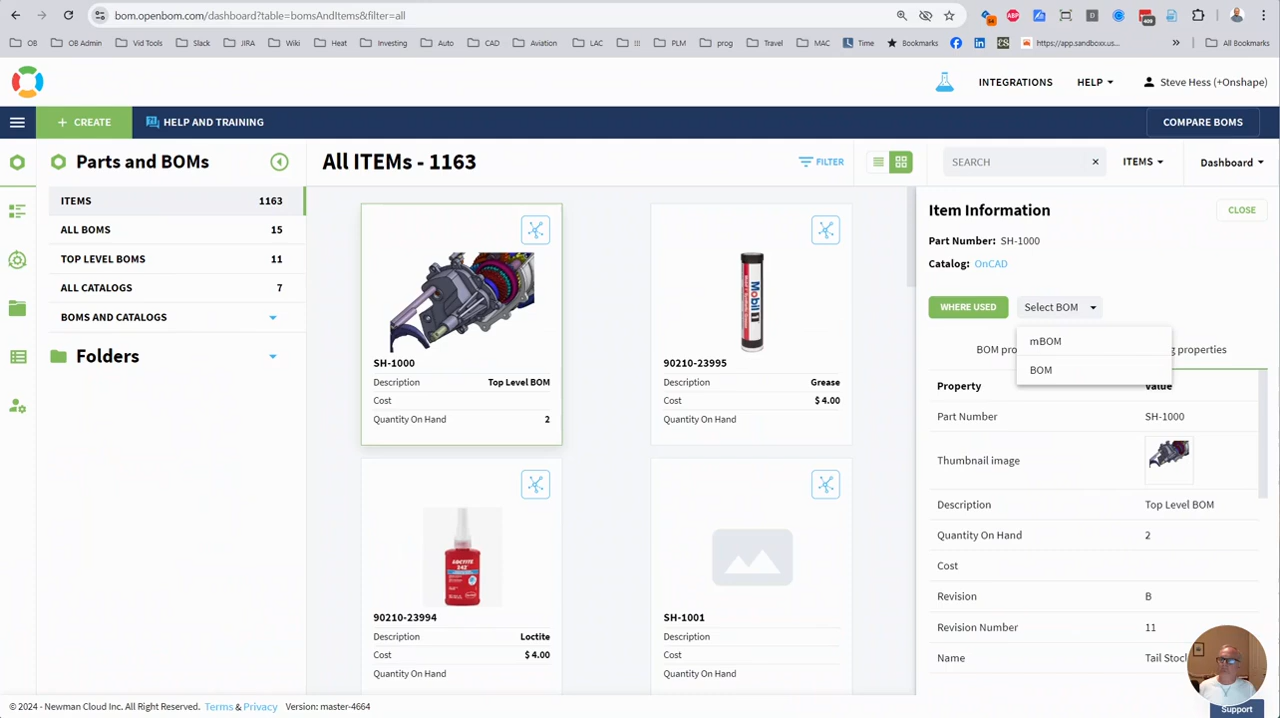 bom.openbom.com/dashboard?table=bomsAndItems&filter=all
OB
OB Admin
Vid Tools
Slack
JIRA
Wiki
Heat
Investing
Auto
CAD
Aviation
LAC
!!!
PLM
prog
Travel
MAC
Time
Bookmarks
https://app.sandboxx.us...
All Bookmarks
INTEGRATIONS
HELP
Steve Hess (+Onshape)
+ CREATE
HELP AND TRAINING
COMPARE BOMS
Parts and BOMs
ITEMS 1163
ALL BOMS 15
TOP LEVEL BOMS 11
ALL CATALOGS 7
BOMS AND CATALOGS
Folders
All ITEMs - 1163
FILTER
SEARCH
ITEMS
Dashboard
SH-1000
Description Top Level BOM
Cost
Quantity On Hand 2
Mobil
90210-23995
Description Grease
Cost $ 4.00
Quantity On Hand
LOCTITE
90210-23994
Description Loctite
Cost $ 4.00
Quantity On Hand
SH-1001
Description
Cost
Quantity On Hand
Item Information
CLOSE
Part Number: SH-1000
Catalog: OnCAD
WHERE USED
Select BOM
mBOM
BOM
BOM pro
g properties
Property Value
Part Number SH-1000
Thumbnail image
Description Top Level BOM
Quantity On Hand 2
Cost
Revision B
Revision Number 11
Name Tail Stock
Support
© 2024 - Newman Cloud Inc. All Right Reserved. Terms & Privacy Version: master-4664